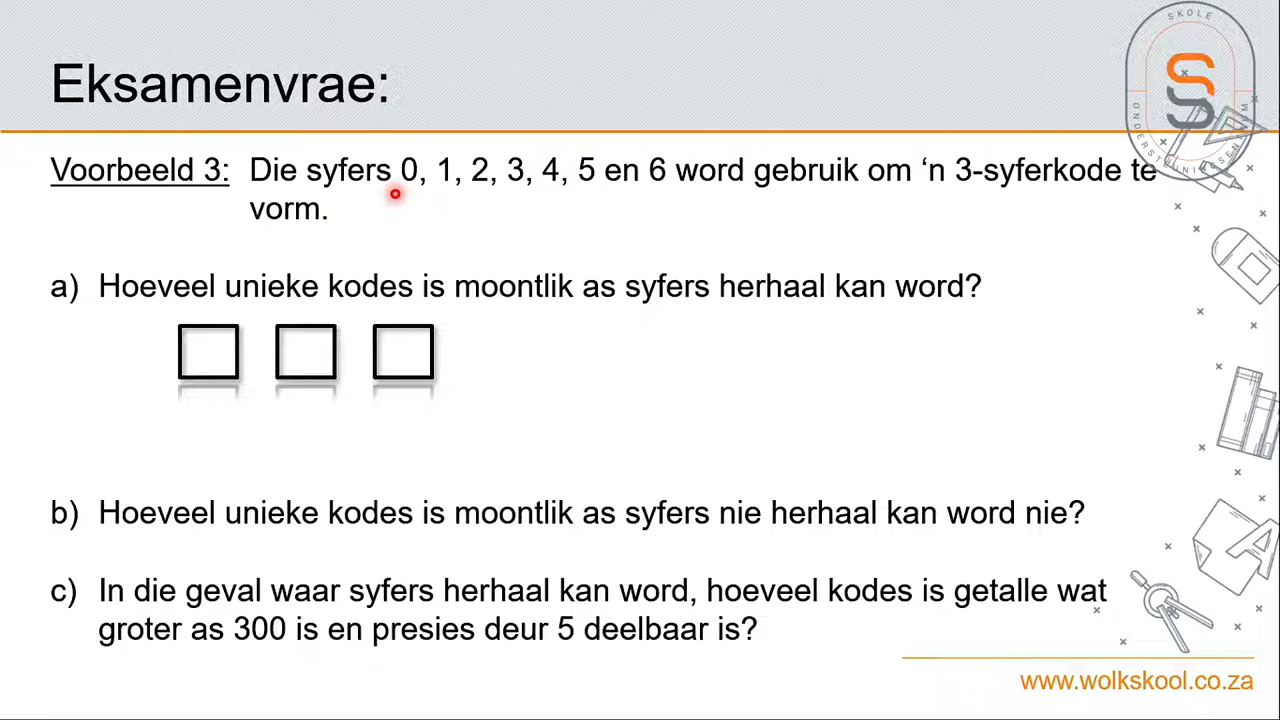 Eksamenvrae:
SKOLE
ONDERSTEUNINGSENTRUM
Voorbeeld 3: Die syfers 0, 1, 2, 3, 4, 5 en 6 word gebruik om ‘n 3-syferkode te
vorm.
a) Hoeveel unieke kodes is moontlik as syfers herhaal kan word?
b) Hoeveel unieke kodes is moontlik as syfers nie herhaal kan word nie?
c) In die geval waar syfers herhaal kan word, hoeveel kodes is getalle wat
groter as 300 is en presies deur 5 deelbaar is?
www.wolkskool.co.za